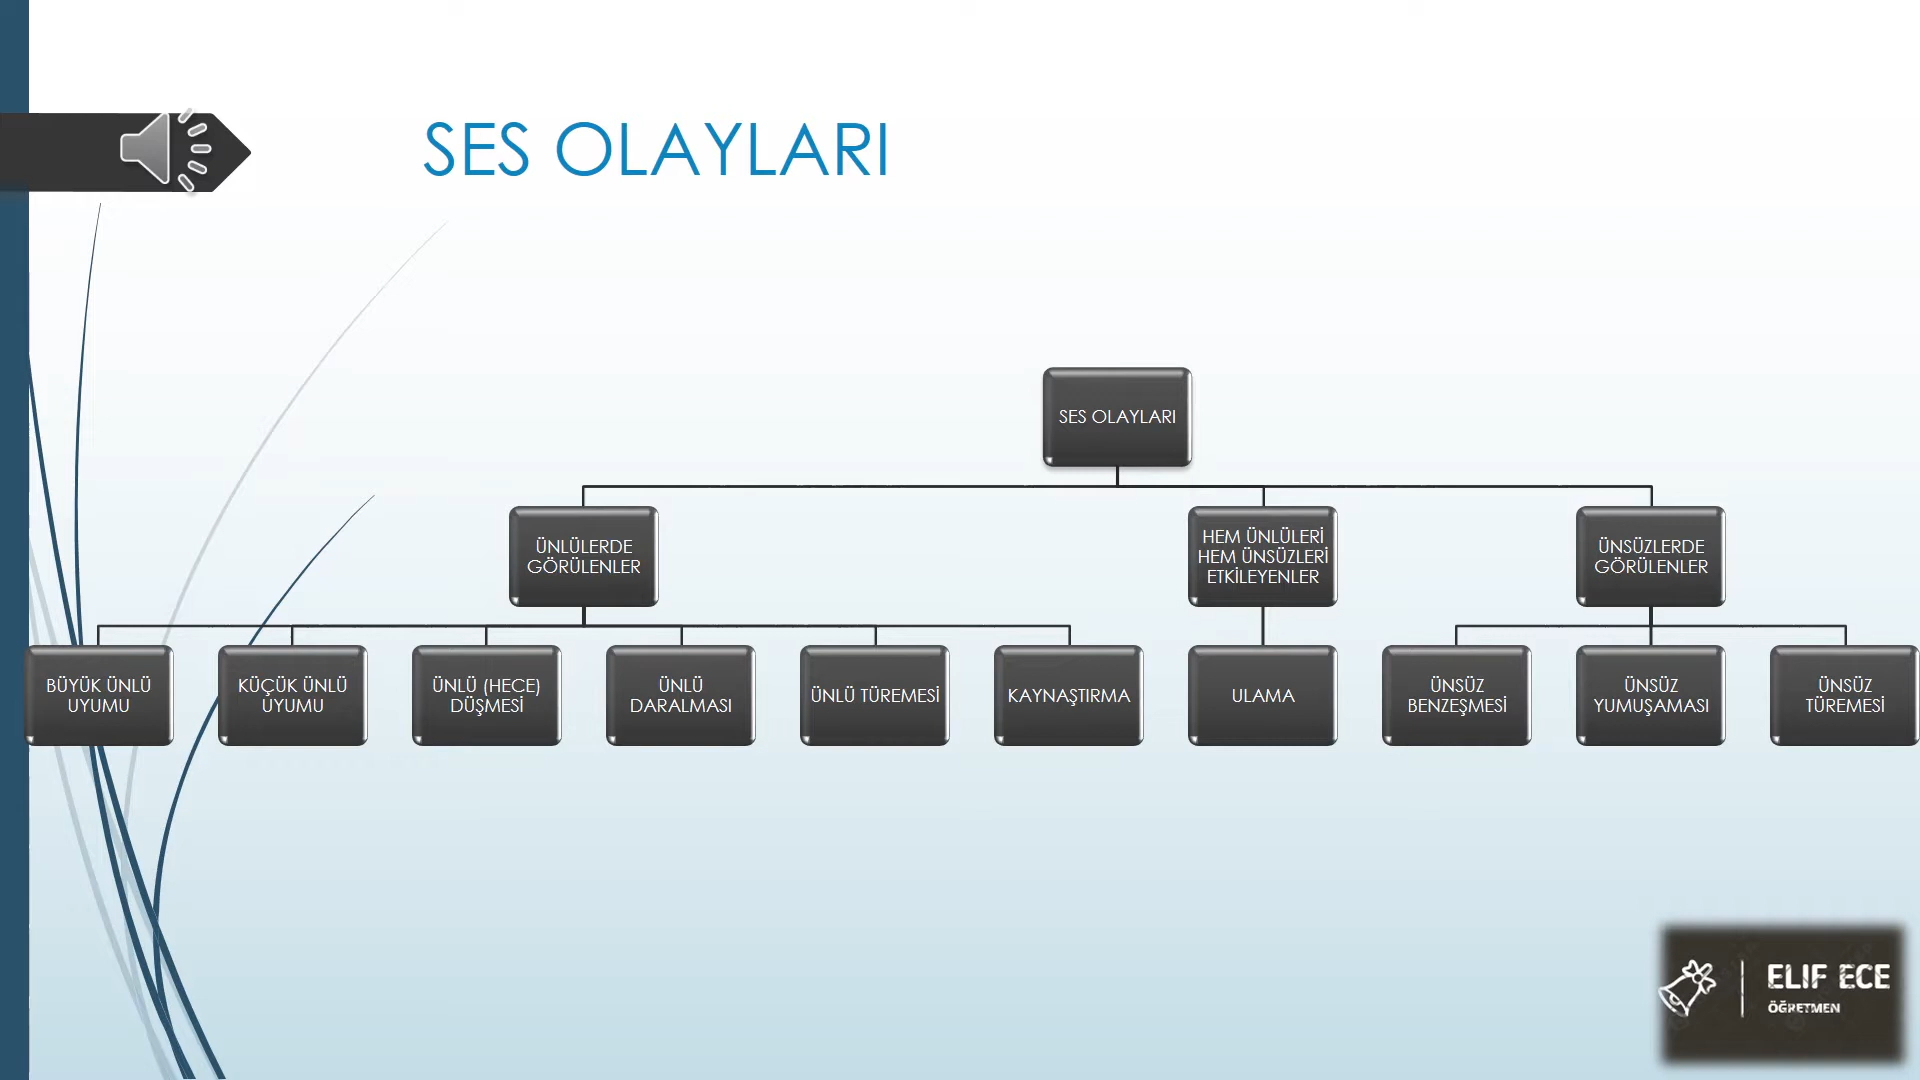 SES OLAYLARI
SES OLAYLARI
ÜNLÜLERDE
GÖRÜLENLER
HEM ÜNLÜLERİ
HEM ÜNSÜZLERİ
ETKİLEYENLER
ÜNSÜZLERDE
GÖRÜLENLER
BÜYÜK ÜNLÜ
UYUMU
KÜÇÜK ÜNLÜ
UYUMU
ÜNLÜ (HECE)
DÜŞMESİ
ÜNLÜ
DARALMASI
ÜNLÜ TÜREMESİ
KAYNAŞTIRMA
ULAMA
ÜNSÜZ
BENZEŞMESİ
ÜNSÜZ
YUMUŞAMASI
ÜNSÜZ
TÜREMESİ
ELIF ECE
ÖĞRETMEN